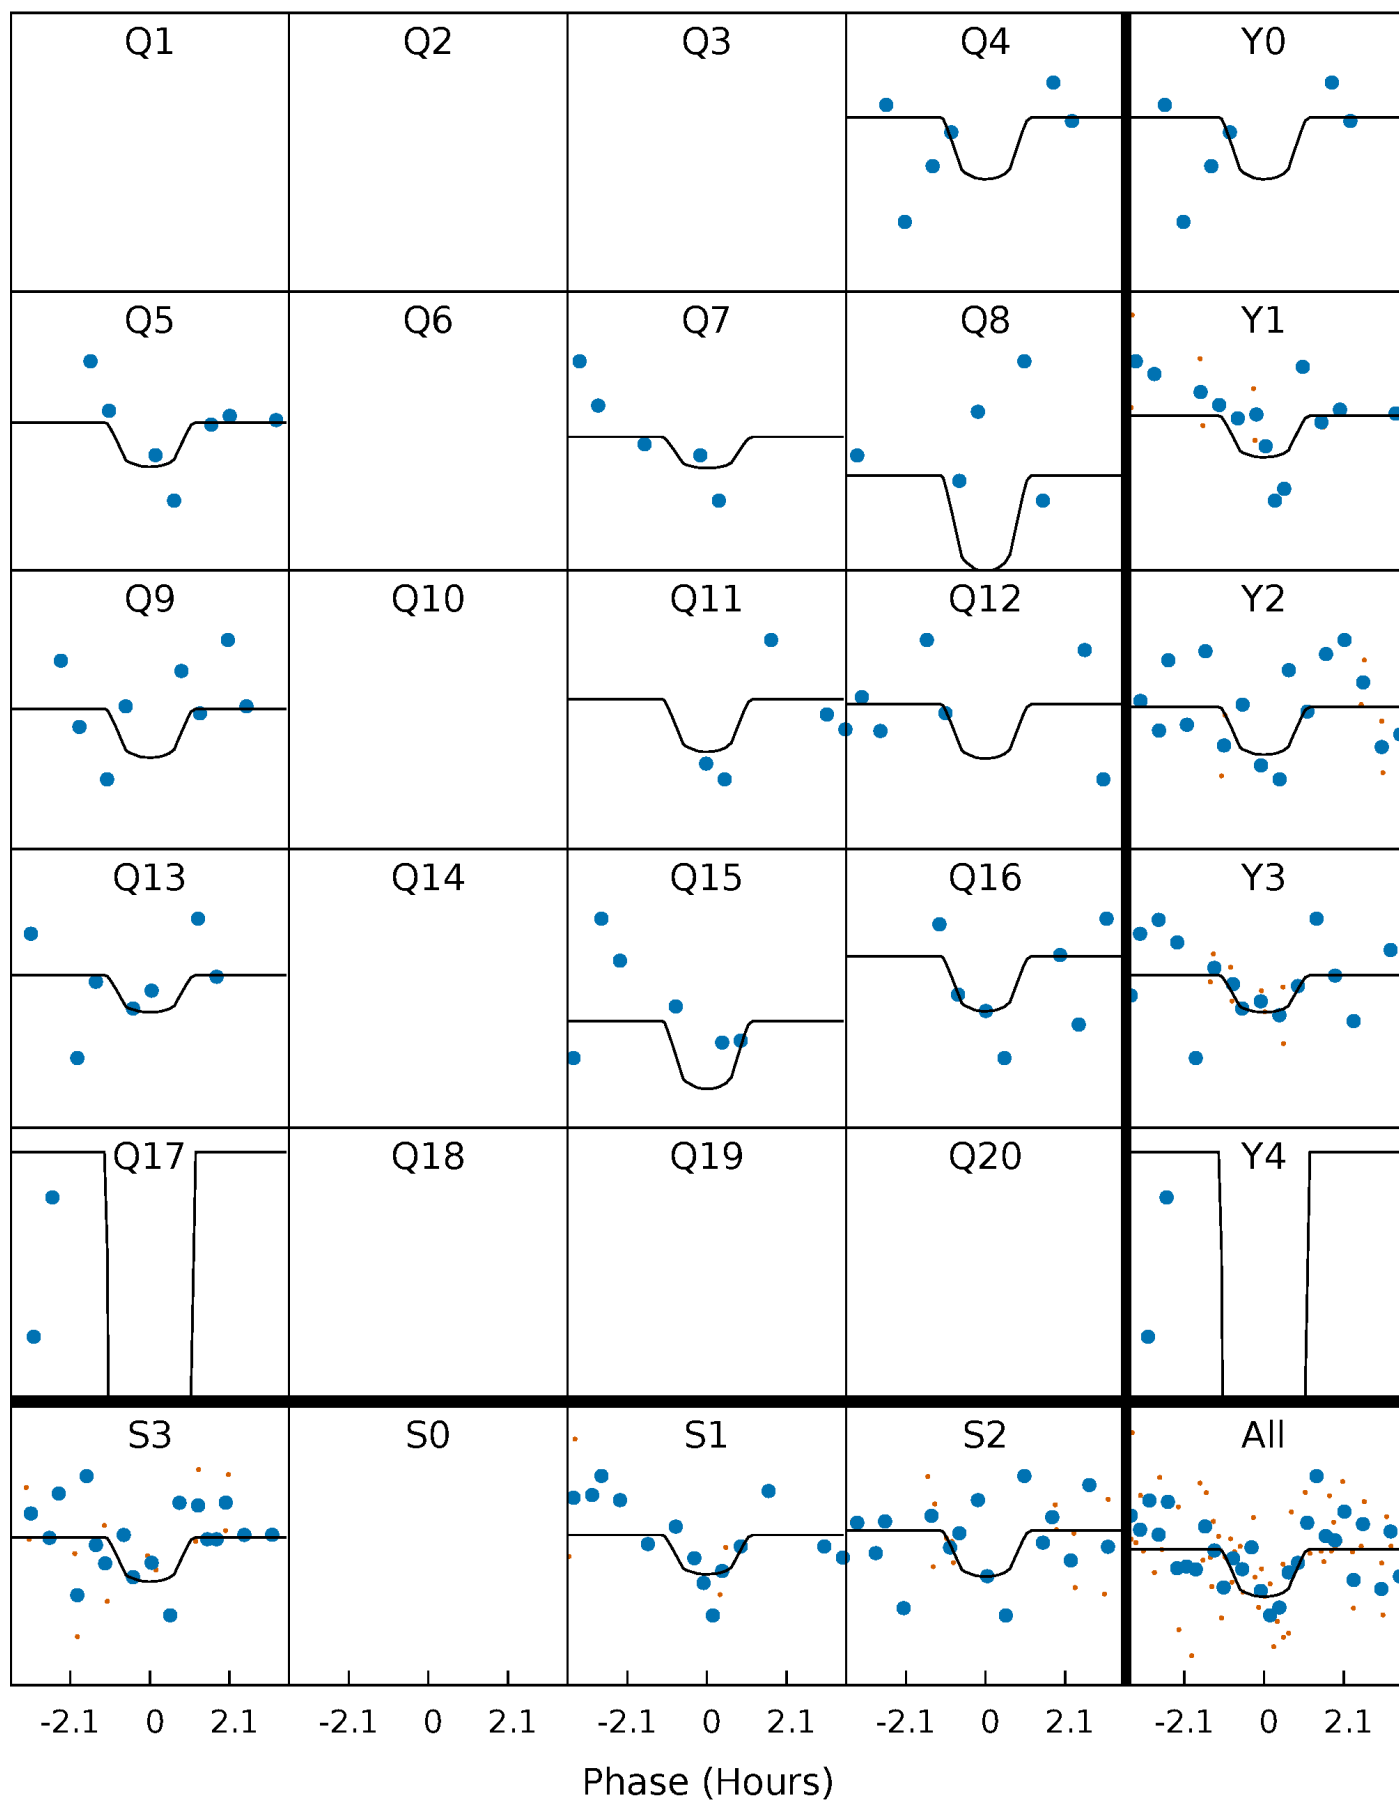 Q1 Q2 Q3 Q4 Y0
Q5 Q6 Q7 Q8 Y1
Q9 Q10 Q11 Q12 Y2
Q13 Q14 Q15 Q16 Y3
Q17 Q18 Q19 Q20 Y4
S3 S0 S1 S2 All
-2.1 0 2.1 -2.1 0 2.1 -2.1 0 2.1 -2.1 0 2.1 -2.1 0 2.1
Phase (Hours)